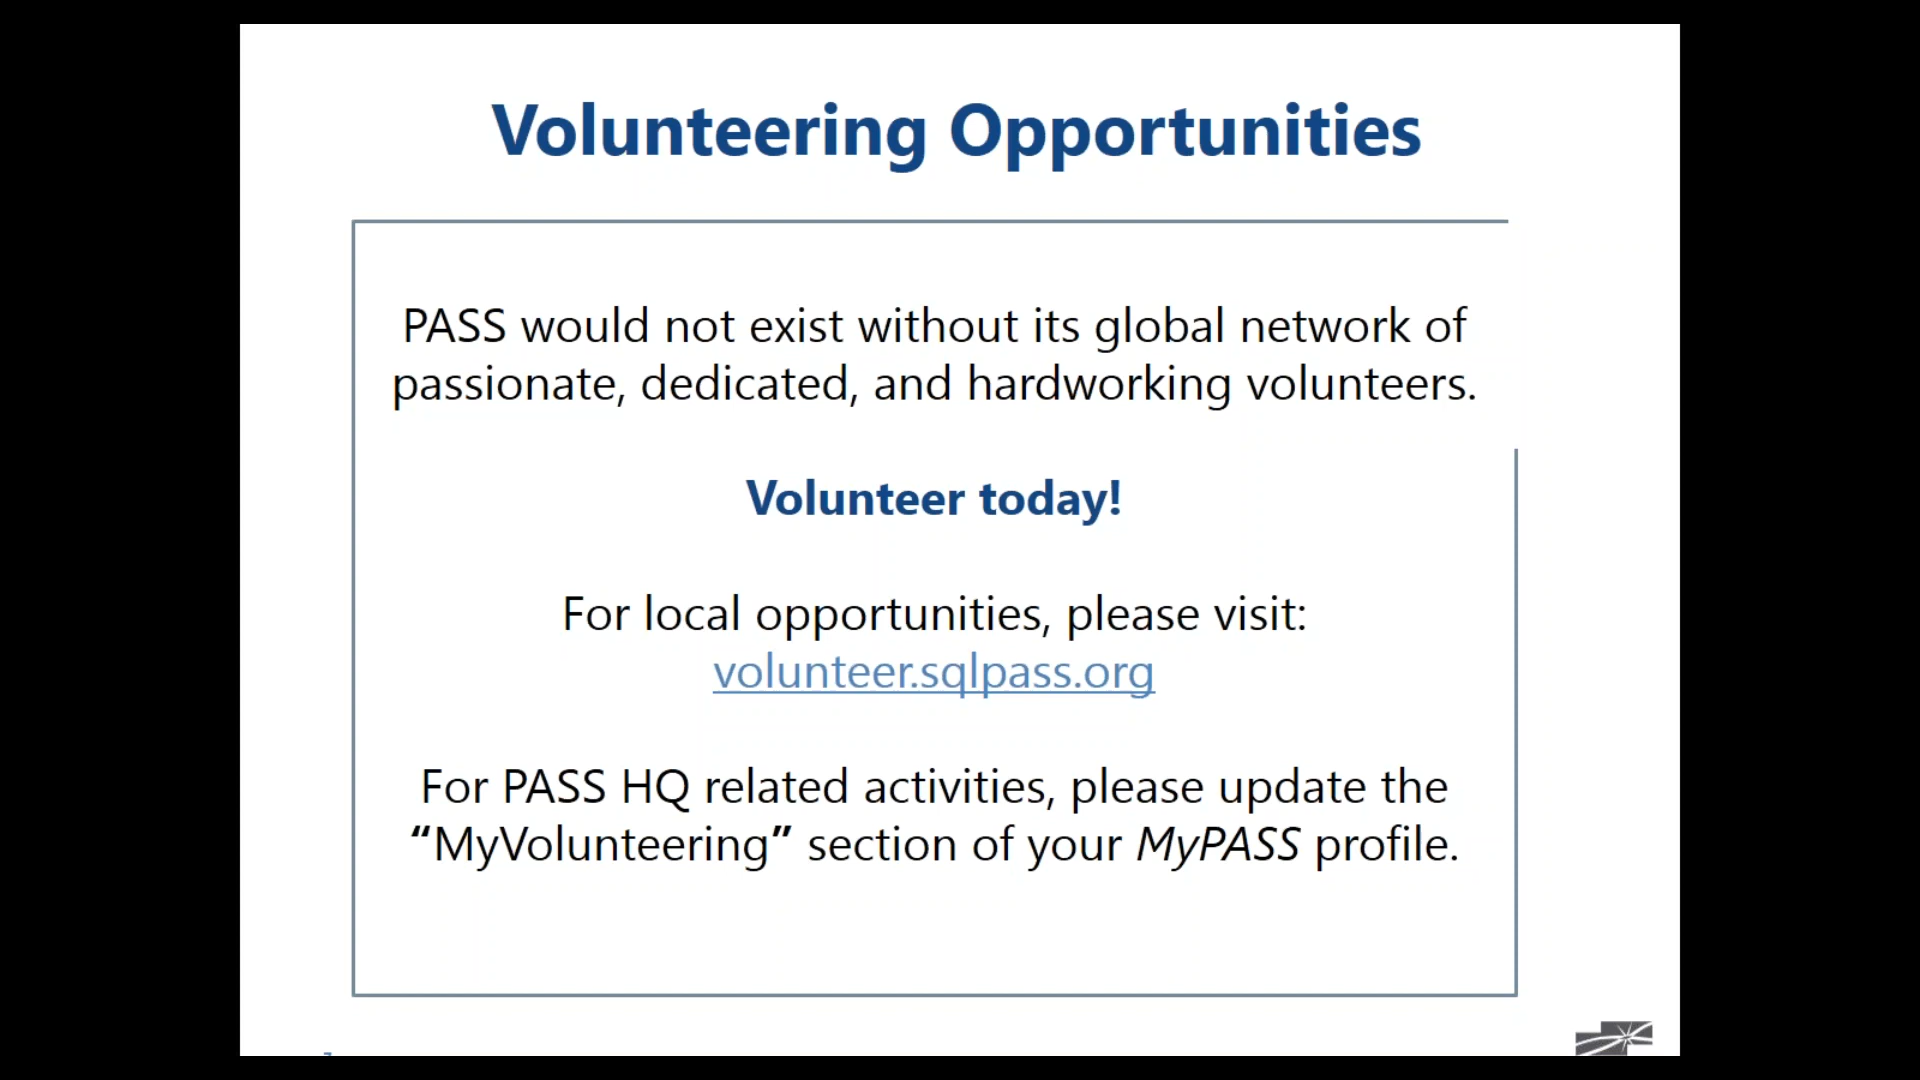 Volunteering Opportunities
PASS would not exist without its global network of
passionate, dedicated, and hardworking volunteers.
Volunteer today!
For local opportunities, please visit:
volunteer.sqlpass.org
For PASS HQ related activities, please update the
“MyVolunteering” section of your MyPASS profile.